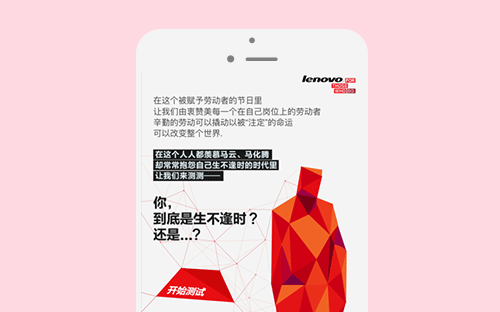 lenovo FOR
THOSE
WHO DO
在这个被赋予劳动者的节日里
让我们由衷赞美每一个在自己岗位上的劳动者
辛勤的劳动可以撬动以被“注定”的命运
可以改变整个世界.
在这个人人都羡慕马云、马化腾
却常常抱怨自己生不逢时的时代里
让我们来测测——
你，
到底是生不逢时？
还是...?
开始测试